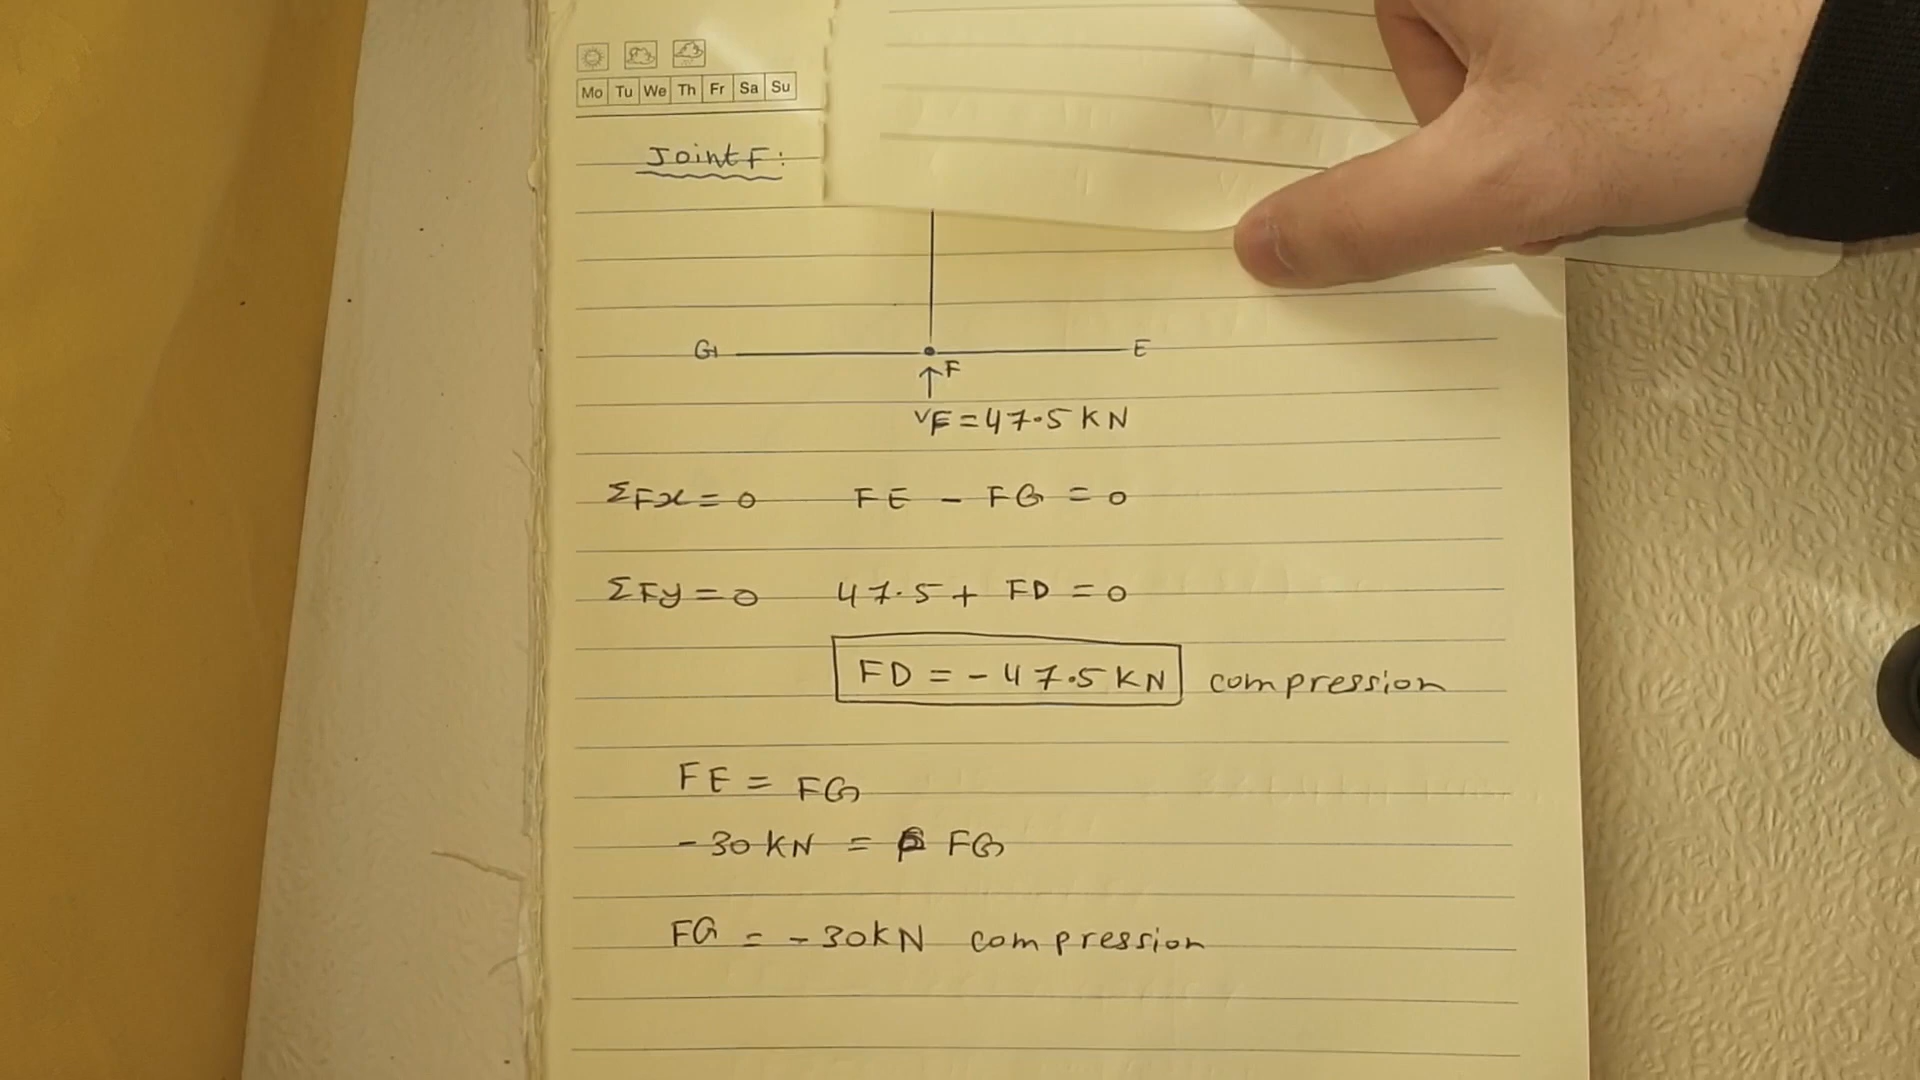 Mo Tu We Th Fr Sa Su
Joint F:
G E
F
VF = 47.5 KN
ΣFx = 0 FE - FG = 0
ΣFy = 0 47.5 + FD = 0
FD = - 47.5 KN compression
FE = FG
- 30 KN = FG
FG = - 30KN compression